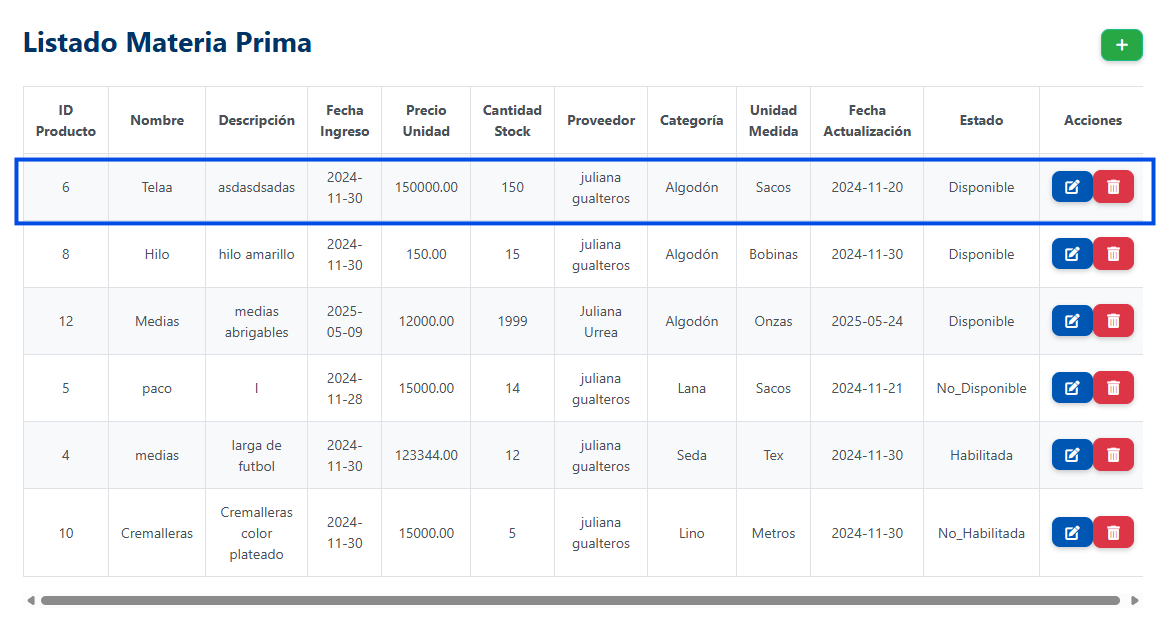 Listado Materia Prima
+
ID Producto Nombre Descripción Fecha Ingreso Precio Unidad Cantidad Stock Proveedor Categoría Unidad Medida Fecha Actualización Estado Acciones
6 Telaa asdasdsadas 2024-11-30 150000.00 150 juliana gualteros Algodón Sacos 2024-11-20 Disponible
8 Hilo hilo amarillo 2024-11-30 150.00 15 juliana gualteros Algodón Bobinas 2024-11-30 Disponible
12 Medias medias abrigables 2025-05-09 12000.00 1999 Juliana Urrea Algodón Onzas 2025-05-24 Disponible
5 paco l 2024-11-28 15000.00 14 juliana gualteros Lana Sacos 2024-11-21 No_Disponible
4 medias larga de futbol 2024-11-30 123344.00 12 juliana gualteros Seda Tex 2024-11-30 Habilitada
10 Cremalleras Cremalleras color plateado 2024-11-30 15000.00 5 juliana gualteros Lino Metros 2024-11-30 No_Habilitada